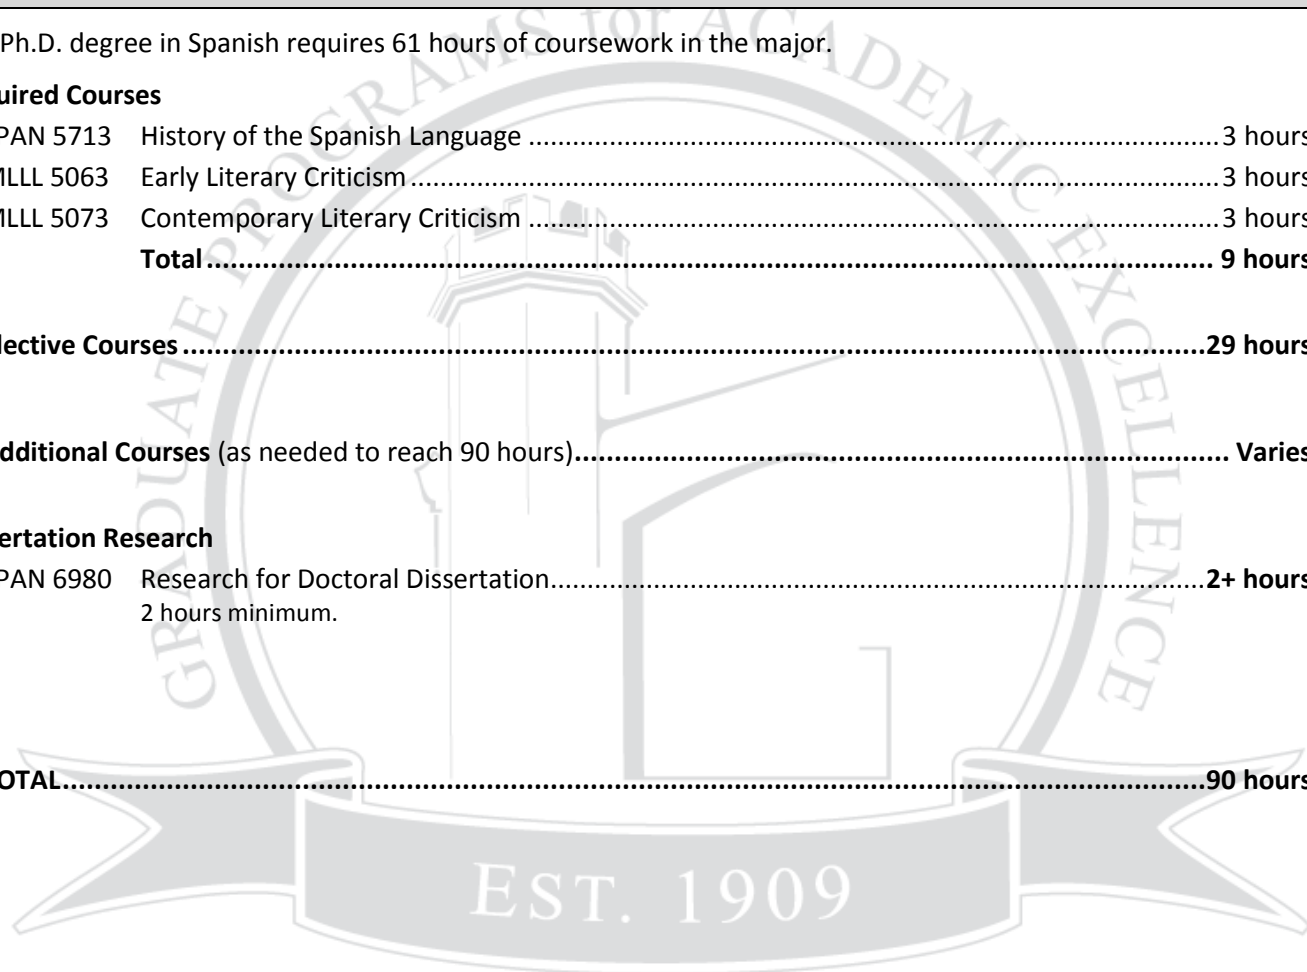 Ph.D. degree in Spanish requires 61 hours of coursework in the major.
uired Courses
PAN 5713 History of the Spanish Language ..... 3 hours
MLLL 5063 Early Literary Criticism ..... 3 hours
MLLL 5073 Contemporary Literary Criticism ..... 3 hours
Total ..... 9 hours
lective Courses ..... 29 hours
dditional Courses (as needed to reach 90 hours) ..... Varies
ertation Research
PAN 6980 Research for Doctoral Dissertation ..... 2+ hours
2 hours minimum.
OTAL ..... 90 hours
GRADUATE PROGRAMS for ACADEMIC EXCELLENCE
EST. 1909